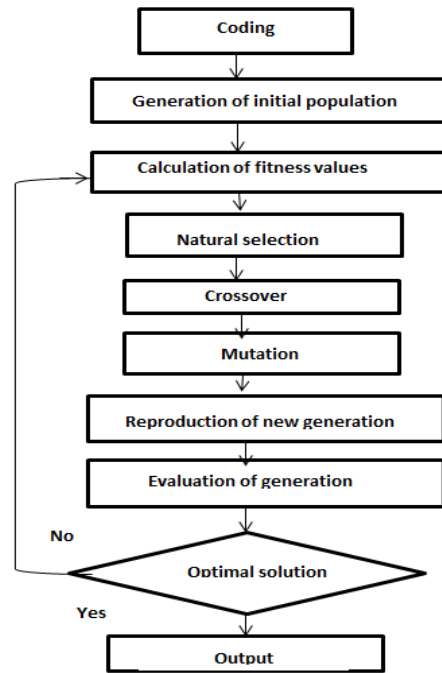 Coding
Generation of initial population
Calculation of fitness values
Natural selection
Crossover
Mutation
Reproduction of new generation
Evaluation of generation
No
Optimal solution
Yes
Output